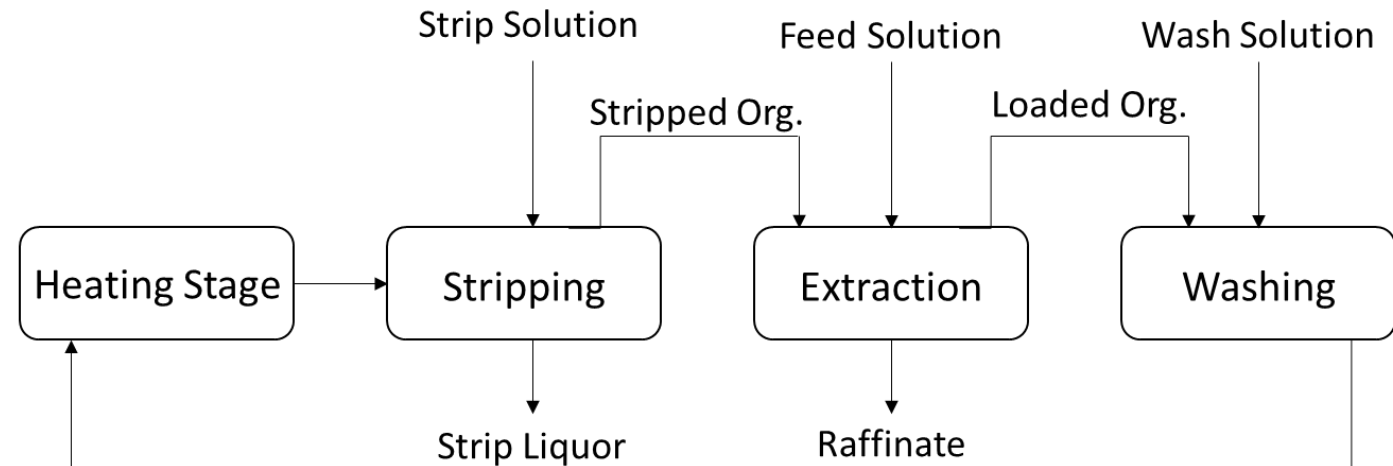 Strip Solution
Feed Solution
Wash Solution
Stripped Org.
Loaded Org.
Heating Stage
Stripping
Extraction
Washing
Strip Liquor
Raffinate